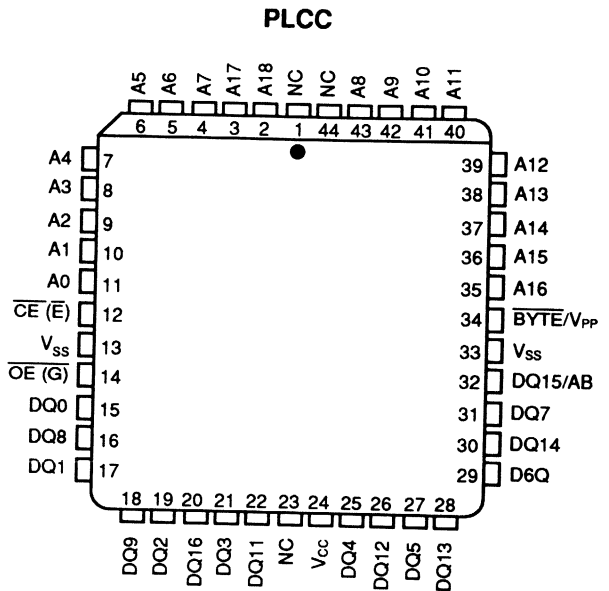 PLCC
A5 A6 A7 A17 A18 NC NC A8 A9 A10 A11
6 5 4 3 2 1 44 43 42 41 40
A4 7
A3 8
A2 9
A1 10
A0 11
CE (E) 12
VSS 13
OE (G) 14
DQ0 15
DQ8 16
DQ1 17
39 A12
38 A13
37 A14
36 A15
35 A16
34 BYTE/VPP
33 VSS
32 DQ15/AB
31 DQ7
30 DQ14
29 D6Q
18 19 20 21 22 23 24 25 26 27 28
DQ9 DQ2 DQ16 DQ3 DQ11 NC VCC DQ4 DQ12 DQ5 DQ13